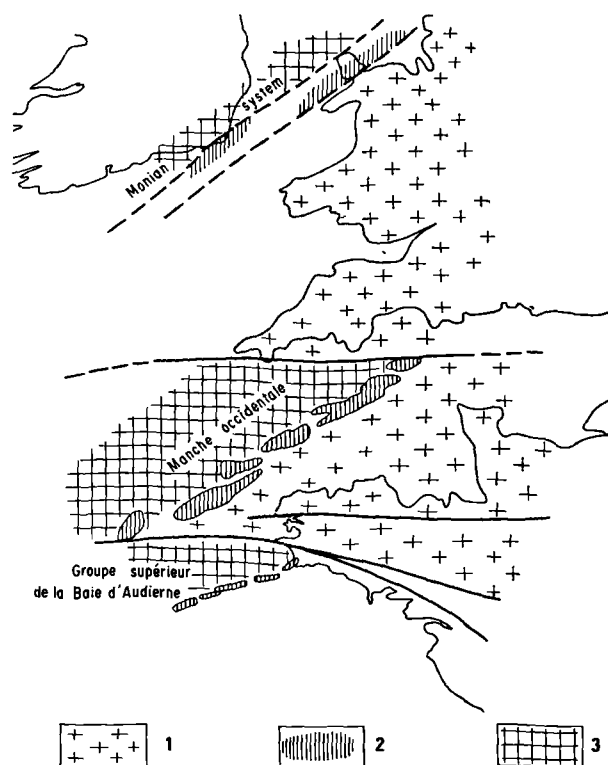 Monian system
Manche occidentale
Groupe supérieur
de la Baie d'Audierne
1 2 3